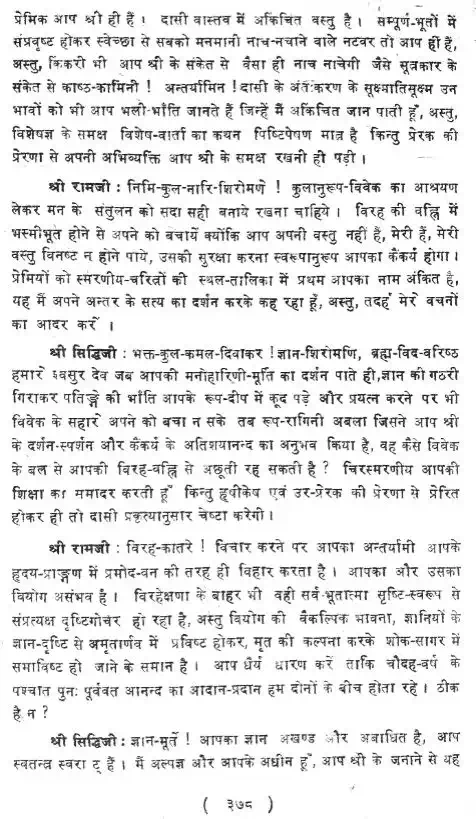 प्रेमिक आप श्री ही हैं । दासी वास्तव में अकिंचित वस्तु है । सम्पूर्ण-भूतों में
संप्रवृष्ट होकर स्वेच्छा से सबको मनमानी नाच-नचाने वाले नटवर तो आप हीं हैं,
अस्तु, किंकरी भी आप श्री के संकेत से वैसा ही नाच नाचेगी जैसे सूत्रकार के
संकेत से काष्ठ-कामिनी ! अन्तर्यामिन ! दासी के अंतःकरण के सूक्ष्मातिसूक्ष्म उन
भावों को भी आप भली-भाँति जानते हैं जिन्हें मैं अकिंचित जान पाती हूँ, अस्तु,
विशेषज्ञ के समक्ष विशेष-वार्ता का कथन पिष्टिपेषण मात्र है किन्तु प्रेरक की
प्रेरणा से अपनी अभिव्यक्ति आप श्री के समक्ष रखनी ही पड़ी ।
श्री रामजी : निमि-कुल-नारि-शिरोमणे ! कुलानुरूप-विवेक का आश्रयण
लेकर मन के संतुलन को सदा सही बनाये रखना चाहिये । विरह की वह्नि में
भस्मीभूत होने से अपने को बचायें क्योंकि आप अपनी वस्तु नहीं है, मेरी हैं, मेरी
वस्तु विनष्ट न होने पाये, उसकी सुरक्षा करना स्वरूपानुरूप आपका कैंकर्य होगा ।
प्रेमियों को स्मरणीय-चरित्रों की स्थल-तालिका में प्रथम आपका नाम अंकित है,
यह मैं अपने अन्तर के सत्य का दर्शन करके कह रहा हूँ, अस्तु, तदर्ह मेरे वचनों
का आदर करें ।
श्री सिद्धिजी : भक्त-कुल-कमल-दिवाकर ! ज्ञान-शिरोमणि, ब्रह्म-विद-वरिष्ठ
हमारे श्वसुर देव जब आपकी मनोहारिणी-मूर्ति का दर्शन पाते ही,ज्ञान की गठरी
गिराकर पतिङ्गे की भाँति आपके रूप-दीप में कूद पड़े और प्रयत्न करने पर भी
विवेक के सहारे अपने को बचा न सके तब रूप-रागिनी अबला जिसने आप श्री
के दर्शन-स्पर्शन और कैंकर्य के अतिशयानन्द का अनुभव किया है, वह कैसे विवेक
के बल से आपकी विरह-वह्नि से अछूती रह सकती है ? चिरस्मरणीय आपकी
शिक्षा का समादर करती हूँ किन्तु हृषीकेष एवं उर-प्रेरक की प्रेरणा से प्रेरित
होकर ही तो दासी प्रकृत्यानुसार चेष्टा करेगी ।
श्री रामजी : विरह-कातरे ! विचार करने पर आपका अन्तर्यामी आपके
हृदय-प्राङ्गण में प्रमोद-वन की तरह ही विहार करता है । आपका और उसका
वियोग असंभव है । विरहेक्षणा के बाहर भी वही सर्व-भूतात्मा सृष्टि-स्वरूप से
संप्रत्यक्ष दृष्टिगोचर हो रहा है, अस्तु वियोग की वैकल्पिक भावना, ज्ञानियों के
ज्ञान-दृष्टि से अमृतार्णव में प्रविष्ट होकर, मृत की कल्पना करके शोक-सागर में
समाविष्ट हो जाने के समान है । आप धैर्य धारण करें ताकि चौदह-वर्ष के
पश्चात पुनः पूर्ववत आनन्द का आदान-प्रदान हम दोनों के बीच होता रहे । ठीक
है न ?
श्री सिद्धिजी : ज्ञान-मूर्ते ! आपका ज्ञान अखण्ड और अबाधित है, आप
स्वतन्त्र स्वराट् हैं । मैं अल्पज्ञ और आपके अधीन हूँ, आप श्री के जनाने से यह
( ३७८ )